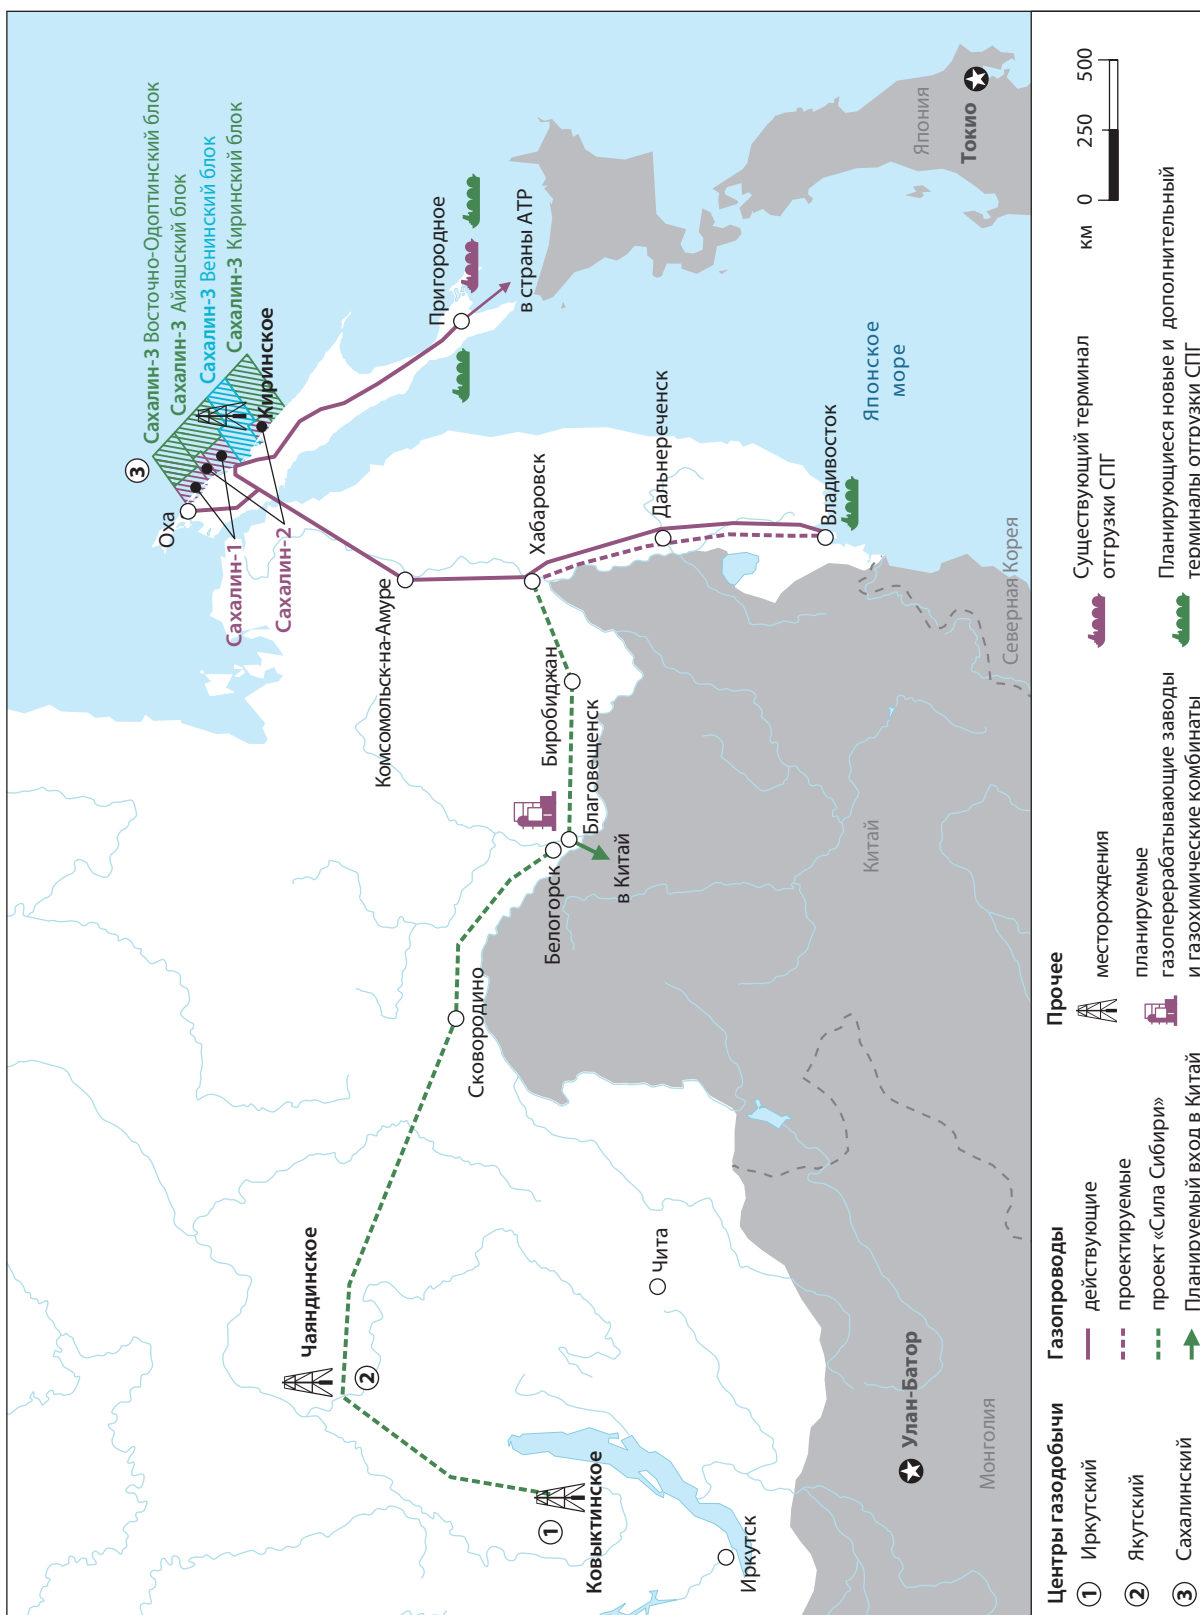 Сахалин-3 Восточно-Одоптинский блок
Сахалин-3 Айяшский блок
Сахалин-3 Венинский блок
Сахалин-3 Киринский блок
3
Оха
Киринское
Сахалин-1
Сахалин-2
Пригородное
в страны АТР
Комсомольск-на-Амуре
Хабаровск
Дальнереченск
Владивосток
Биробиджан
Благовещенск
Белогорск
в Китай
Сковородино
Чаяндинское
2
Ковыктинское
1
Чита
Иркутск
Улан-Батор
Монголия
Китай
Северная Корея
Японское
море
Япония
Токио
Центры газодобычи
1 Иркутский
2 Якутский
3 Сахалинский
Газопроводы
действующие
проектируемые
проект «Сила Сибири»
Планируемый вход в Китай
Прочее
месторождения
планируемые
газоперерабатывающие заводы
и газохимические комбинаты
Существующий терминал
отгрузки СПГ
Планирующиеся новые и дополнительный
терминалы отгрузки СПГ
км 0 250 500